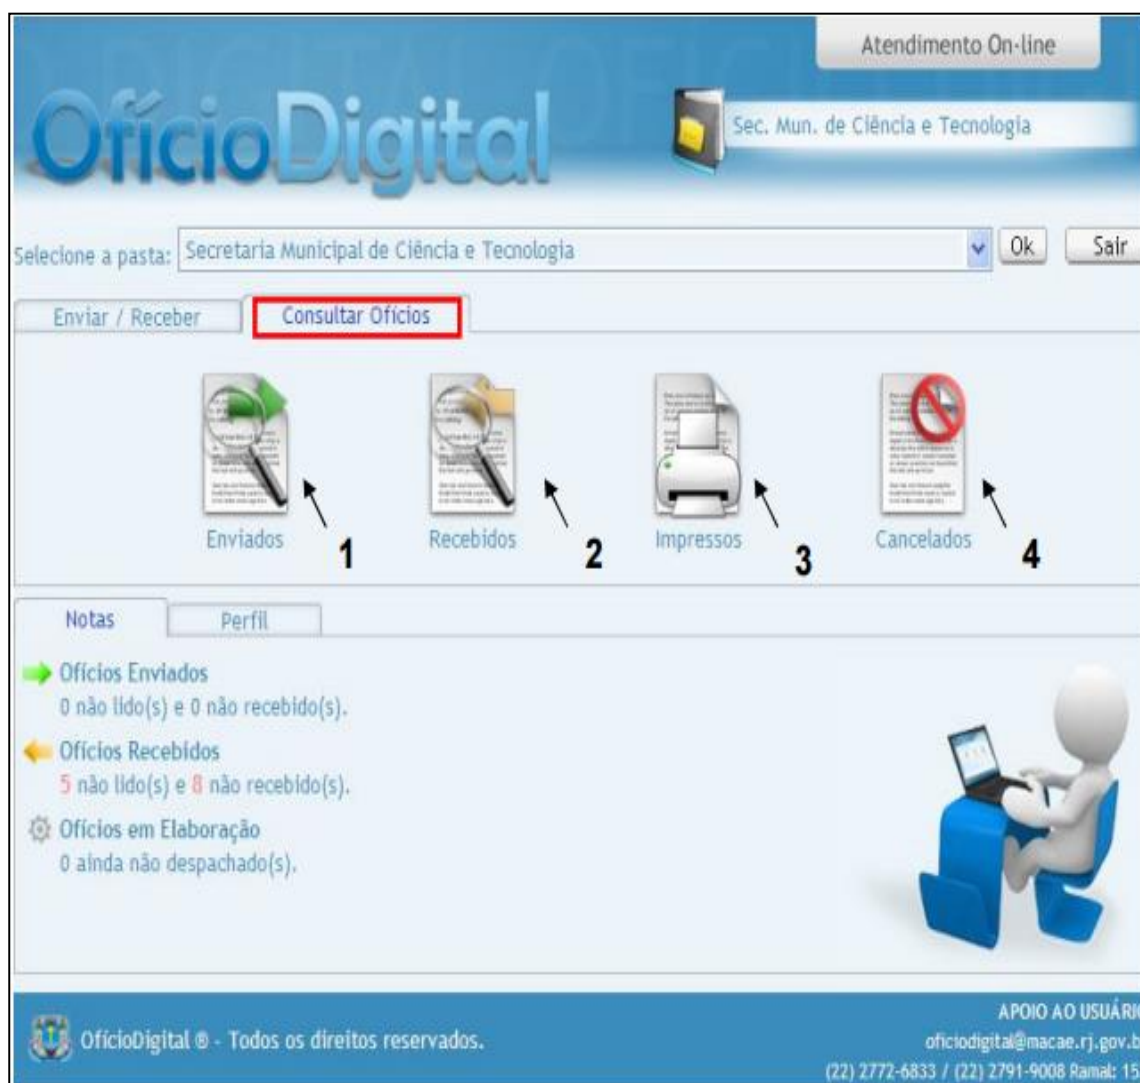 Atendimento On-line
OfícioDigital
Sec. Mun. de Ciência e Tecnologia
Selecione a pasta: Secretaria Municipal de Ciência e Tecnologia Ok Sair
Enviar / Receber Consultar Ofícios
Enviados 1 Recebidos 2 Impressos 3 Cancelados 4
Notas Perfil
Ofícios Enviados
0 não lido(s) e 0 não recebido(s).
Ofícios Recebidos
5 não lido(s) e 8 não recebido(s).
Ofícios em Elaboração
0 ainda não despachado(s).
APOIO AO USUÁRIO
OfícioDigital ® - Todos os direitos reservados.
oficiodigital@macae.rj.gov.b
(22) 2772-6833 / (22) 2791-9008 Ramal: 15